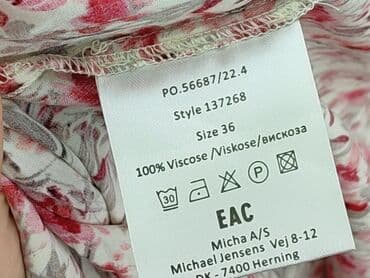 PO.56687/22.4
Style 137268
Size 36
100% Viscose /Viskose/вискоза
30 P
EAC
Micha A/S
Michael Jensens Vej 8-12
DK - 7400 Herning